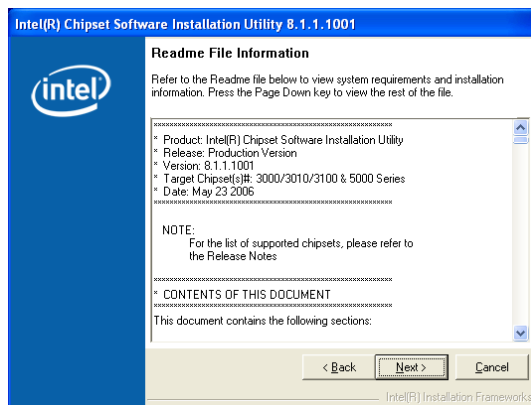 Intel(R) Chipset Software Installation Utility 8.1.1.1001
intel
Readme File Information
Refer to the Readme file below to view system requirements and installation
information. Press the Page Down key to view the rest of the file.
************************************************************
* Product: Intel(R) Chipset Software Installation Utility
* Release: Production Version
* Version: 8.1.1.1001
* Target Chipset(s)#: 3000/3010/3100 & 5000 Series
* Date: May 23 2006
************************************************************
NOTE:
For the list of supported chipsets, please refer to
the Release Notes
************************************************************
* CONTENTS OF THIS DOCUMENT
************************************************************
This document contains the following sections:
< Back
Next >
Cancel
Intel(R) Installation Frameworks